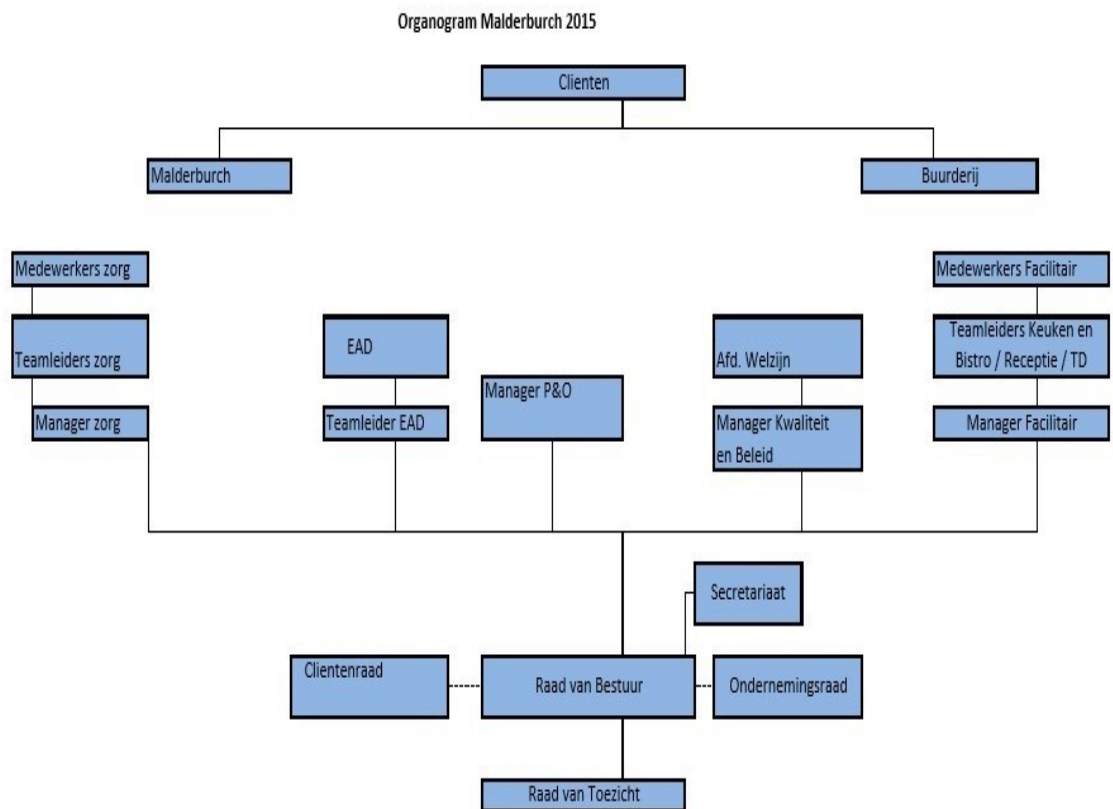 Organogram Malderburch 2015
Clienten
Malderburch
Buurderij
Medewerkers zorg
Medewerkers Facilitair
Teamleiders zorg
EAD
Afd. Welzijn
Teamleiders Keuken en
Bistro / Receptie / TD
Manager zorg
Teamleider EAD
Manager P&O
Manager Kwaliteit
en Beleid
Manager Facilitair
Secretariaat
Clientenraad
Raad van Bestuur
Ondernemingsraad
Raad van Toezicht